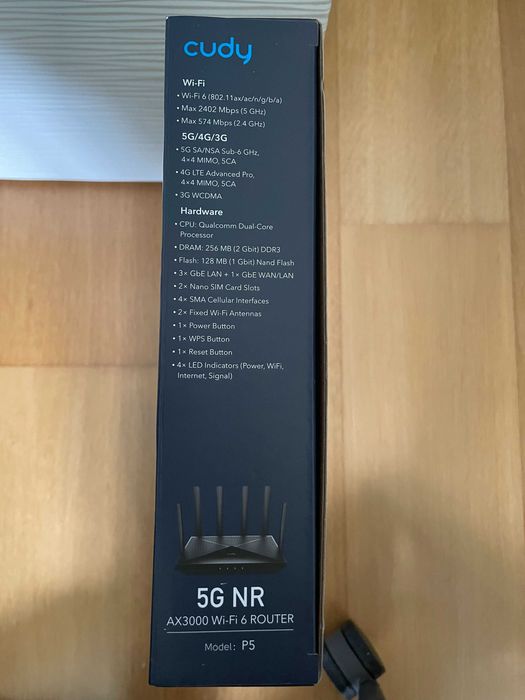 cudy
Wi-Fi
• Wi-Fi 6 (802.11ax/ac/n/g/b/a)
• Max 2402 Mbps (5 GHz)
• Max 574 Mbps (2.4 GHz)
5G/4G/3G
• 5G SA/NSA Sub-6 GHz,
4×4 MIMO, 5CA
• 4G LTE Advanced Pro,
4×4 MIMO, 5CA
• 3G WCDMA
Hardware
• CPU: Qualcomm Dual-Core
Processor
• DRAM: 256 MB (2 Gbit) DDR3
• Flash: 128 MB (1 Gbit) Nand Flash
• 3× GbE LAN + 1× GbE WAN/LAN
• 2× Nano SIM Card Slots
• 4× SMA Cellular Interfaces
• 2× Fixed Wi-Fi Antennas
• 1× Power Button
• 1× WPS Button
• 1× Reset Button
• 4× LED Indicators (Power, WiFi,
Internet, Signal)
5G NR
AX3000 Wi-Fi 6 ROUTER
Model: P5